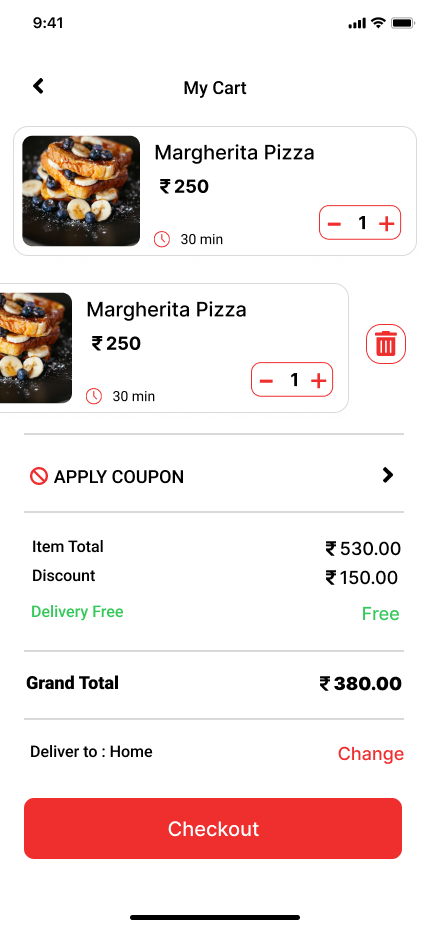 9:41
My Cart
Margherita Pizza
₹ 250
30 min
− 1 +
Margherita Pizza
₹ 250
30 min
− 1 +
APPLY COUPON
Item Total ₹ 530.00
Discount ₹ 150.00
Delivery Free Free
Grand Total ₹ 380.00
Deliver to : Home Change
Checkout